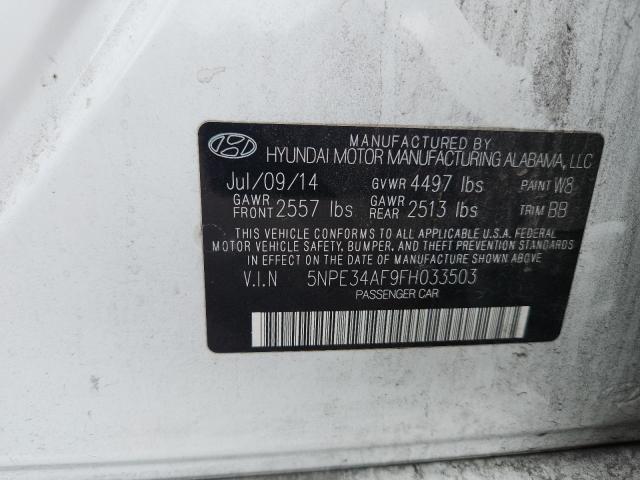 MANUFACTURED BY
HYUNDAI MOTOR MANUFACTURING ALABAMA, LLC
Jul/09/14 GVWR 4497 lbs PAINT W8
GAWR FRONT 2557 lbs GAWR REAR 2513 lbs TRIM BB
THIS VEHICLE CONFORMS TO ALL APPLICABLE U.S.A. FEDERAL
MOTOR VEHICLE SAFETY, BUMPER, AND THEFT PREVENTION STANDARDS
IN EFFECT ON THE DATE OF MANUFACTURE SHOWN ABOVE.
V.I.N 5NPE34AF9FH033503
PASSENGER CAR